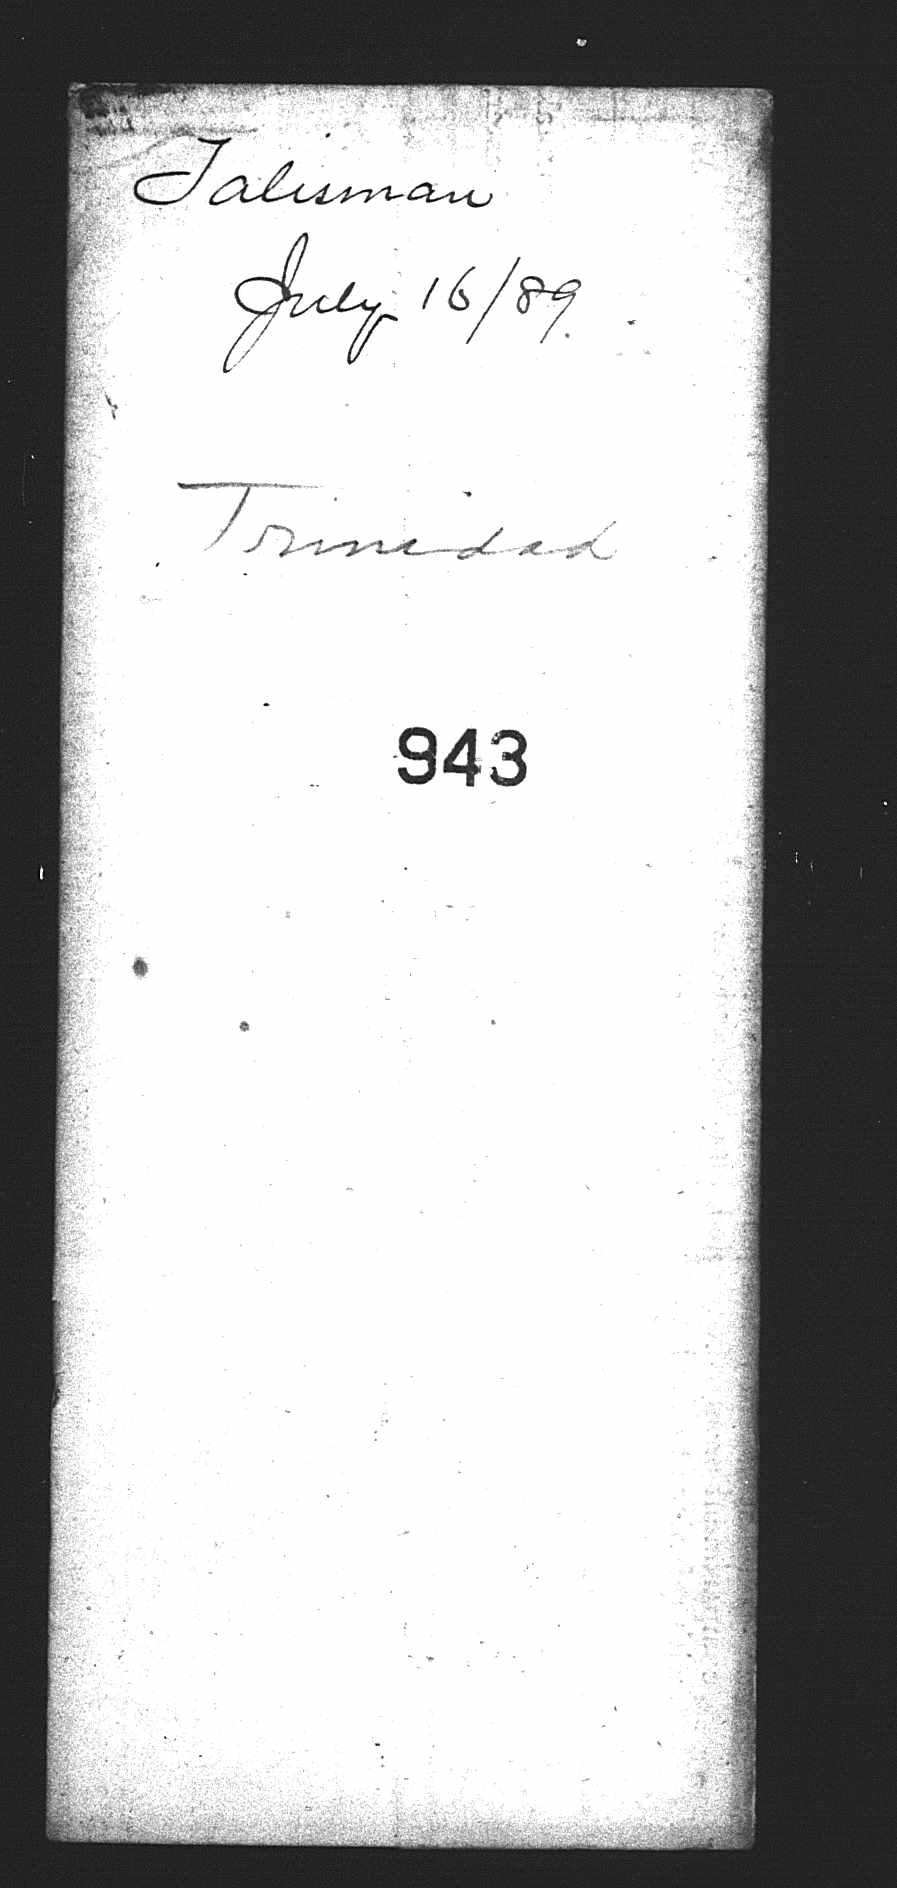 Talisman
July 16/89.
Trinidad
943